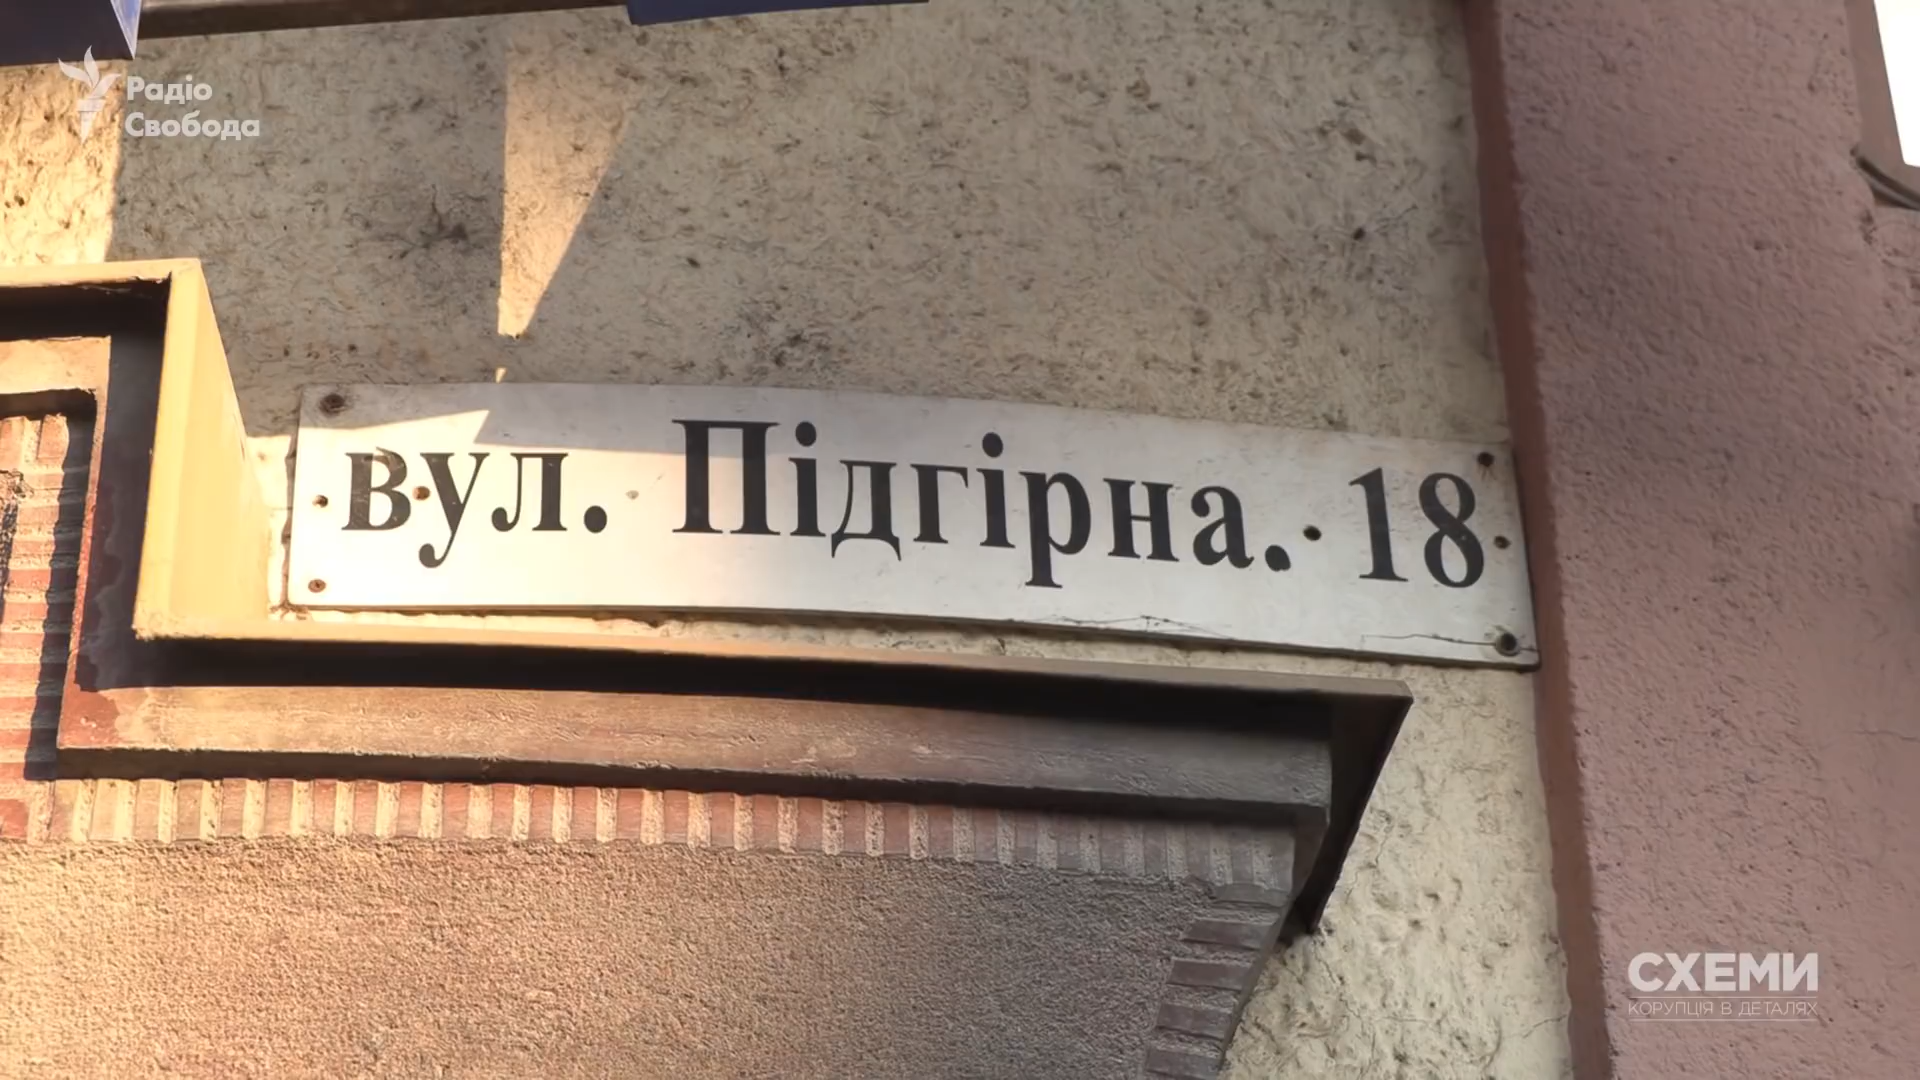 Радіо
Свобода
вул. Підгірна. 18
СХЕМИ
КОРУПЦІЯ В ДЕТАЛЯХ